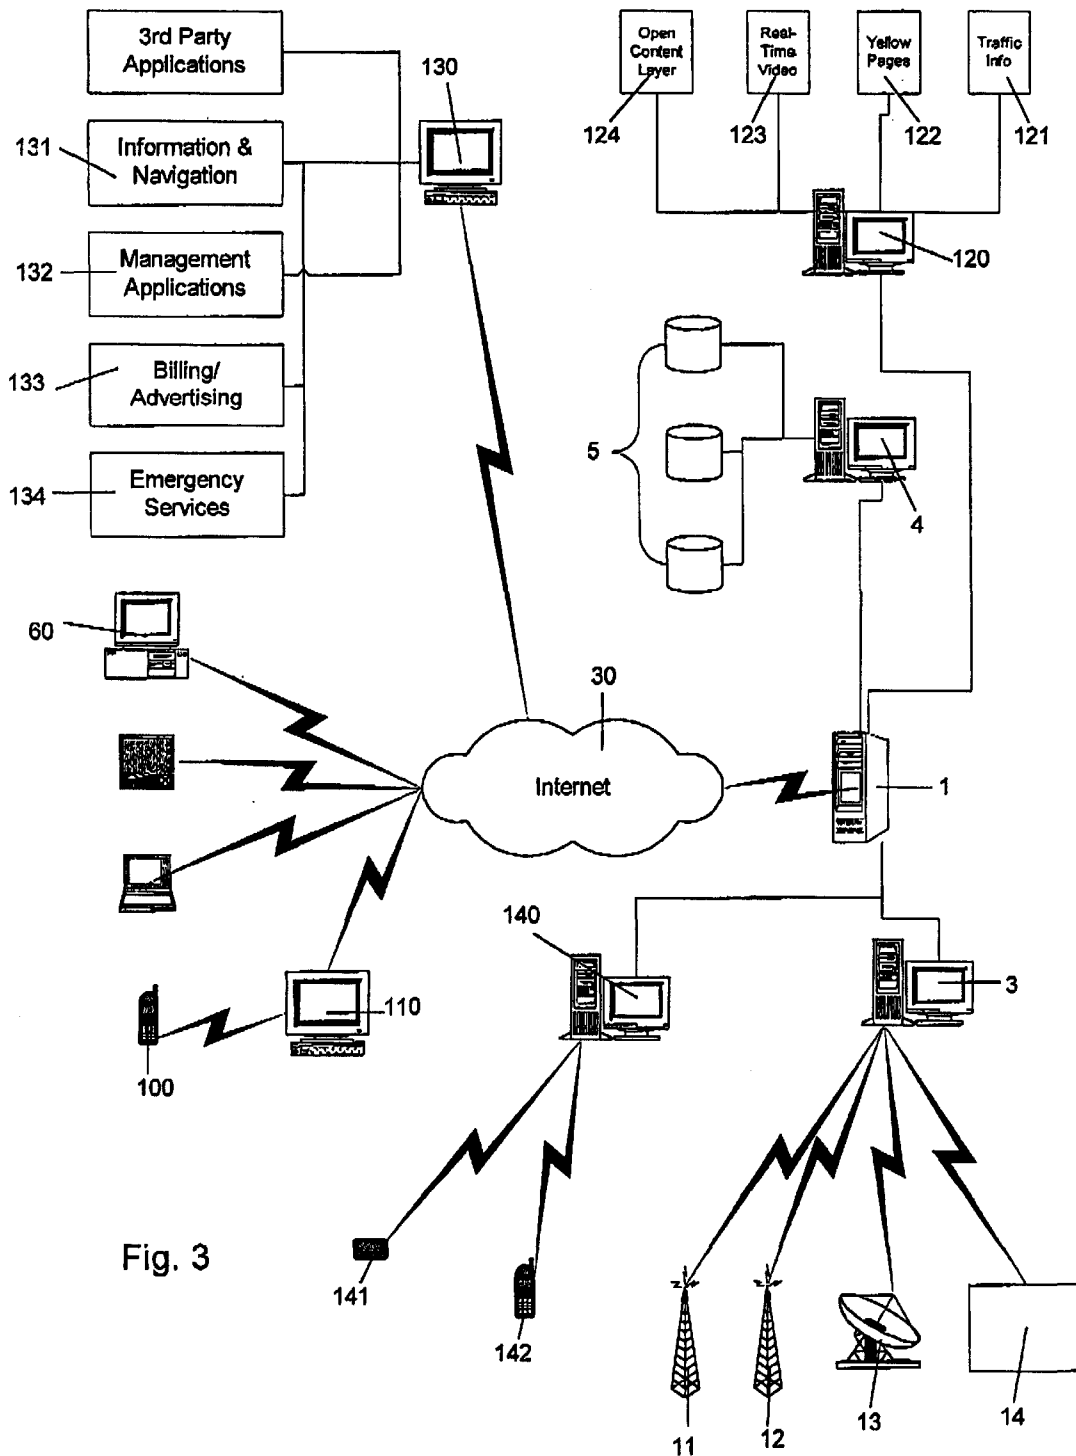 3rd Party
Applications
130
Open
Content
Layer
Real-
Time
Video
Yellow
Pages
Traffic
Info
124
123
122
121
131
Information &
Navigation
132
Management
Applications
120
133
Billing/
Advertising
5
4
134
Emergency
Services
60
30
Internet
1
140
3
110
100
Fig. 3
141
142
11
12
13
14